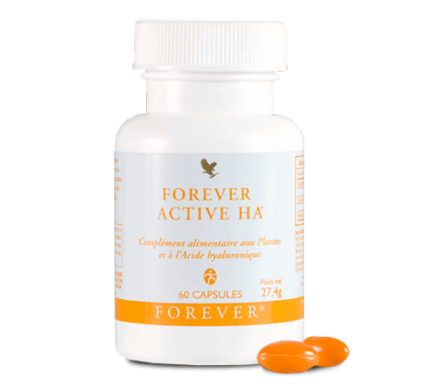 FOREVER
ACTIVE HA®
Complément alimentaire aux Plantes
et à l'Acide hyaluronique
60 CAPSULES
Poids net
27.4g
FOREVER®